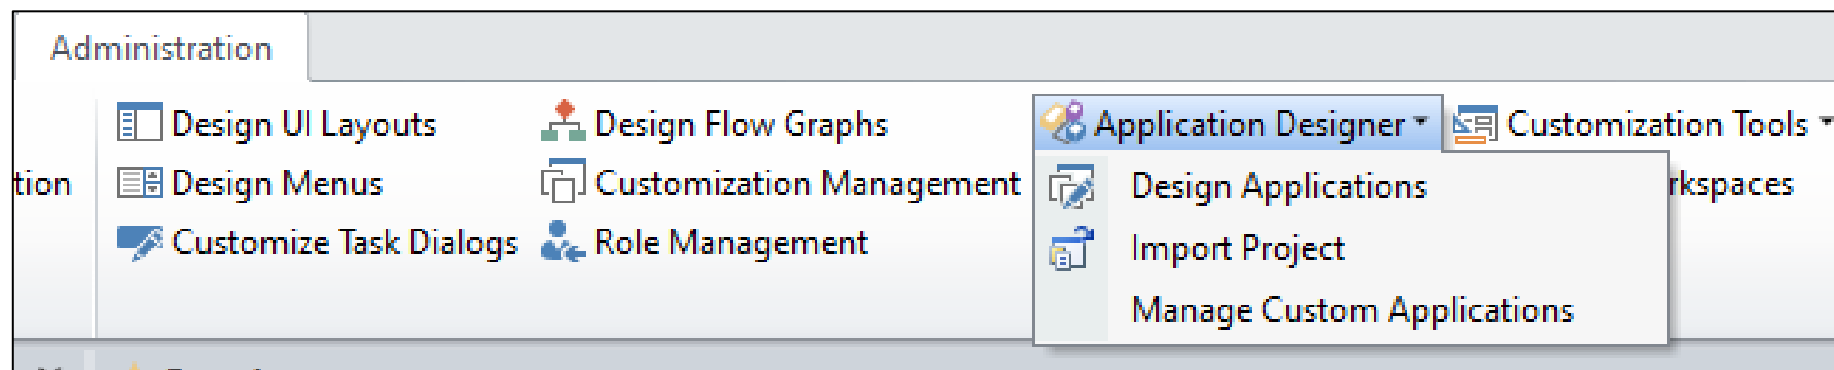 Administration
Design UI Layouts Design Flow Graphs Application Designer Customization Tools
tion Design Menus Customization Management Design Applications rkspaces
Customize Task Dialogs Role Management Import Project
Manage Custom Applications